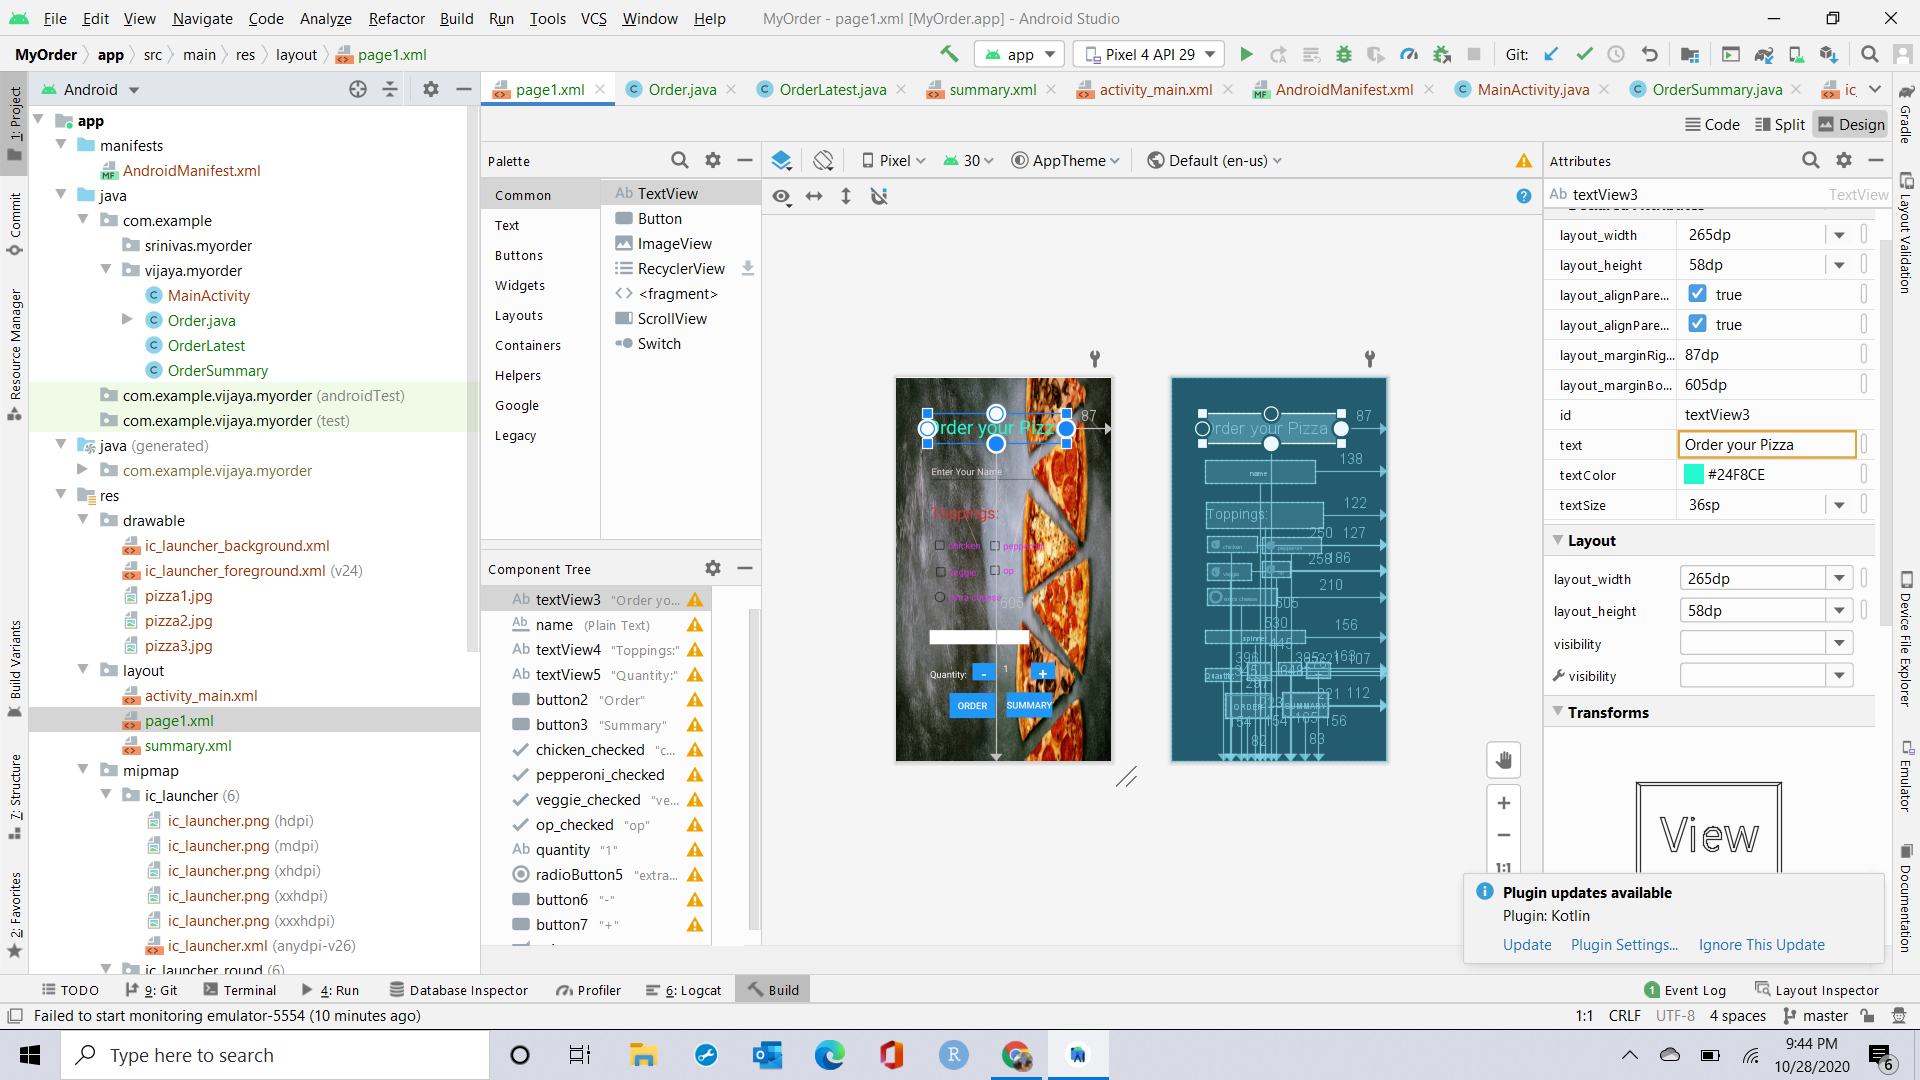 File Edit View Navigate Code Analyze Refactor Build Run Tools VCS Window Help MyOrder - page1.xml [MyOrder.app] - Android Studio
MyOrder app src main res layout page1.xml app Pixel 4 API 29 Git:
Android
page1.xml Order.java OrderLatest.java summary.xml activity_main.xml AndroidManifest.xml MainActivity.java OrderSummary.java ic_
Code Split Design
1: Project
Commit
Resource Manager
Build Variants
7: Structure
2: Favorites
app
manifests
AndroidManifest.xml
java
com.example
srinivas.myorder
vijaya.myorder
MainActivity
Order.java
OrderLatest
OrderSummary
com.example.vijaya.myorder (androidTest)
com.example.vijaya.myorder (test)
java (generated)
com.example.vijaya.myorder
res
drawable
ic_launcher_background.xml
ic_launcher_foreground.xml (v24)
pizza1.jpg
pizza2.jpg
pizza3.jpg
layout
activity_main.xml
page1.xml
summary.xml
mipmap
ic_launcher (6)
ic_launcher.png (hdpi)
ic_launcher.png (mdpi)
ic_launcher.png (xhdpi)
ic_launcher.png (xxhdpi)
ic_launcher.png (xxxhdpi)
ic_launcher.xml (anydpi-v26)
ic_launcher_round (6)
Palette
Common
Text
Buttons
Widgets
Layouts
Containers
Helpers
Google
Legacy
Ab TextView
Button
ImageView
RecyclerView
<fragment>
ScrollView
Switch
Component Tree
Ab textView3 "Order yo...
Ab name (Plain Text)
Ab textView4 "Toppings:"
Ab textView5 "Quantity:"
button2 "Order"
button3 "Summary"
chicken_checked "c...
pepperoni_checked
veggie_checked "ve...
op_checked "op"
Ab quantity "1"
radioButton5 "extra...
button6 "-"
button7 "+"
Pixel 30 AppTheme Default (en-us)
Order your Pizz
87
Enter Your Name
Toppings:
chicken
veggie op
605
Quantity: - 1 +
ORDER SUMMARY
Order your Pizza 87
name 138
Toppings: 122
chicken pepperoni 250 127
veggie 258 186
extra cheese 210
605
530 156
445
107
ORDER SUMMARY 221 112
154 154 156
82 83
1:1
Attributes
Ab textView3 TextView
layout_width 265dp
layout_height 58dp
layout_alignPare... true
layout_alignPare... true
layout_marginRig... 87dp
layout_marginBo... 605dp
id textView3
text Order your Pizza
textColor #24F8CE
textSize 36sp
Layout
layout_width 265dp
layout_height 58dp
visibility
visibility
Transforms
View
Gradle
Layout Validation
Device File Explorer
Emulator
Documentation
Plugin updates available
Plugin: Kotlin
Update Plugin Settings... Ignore This Update
TODO 9: Git Terminal 4: Run Database Inspector Profiler 6: Logcat Build 1 Event Log Layout Inspector
Failed to start monitoring emulator-5554 (10 minutes ago) 1:1 CRLF UTF-8 4 spaces master
Type here to search
R
9:44 PM
10/28/2020
6